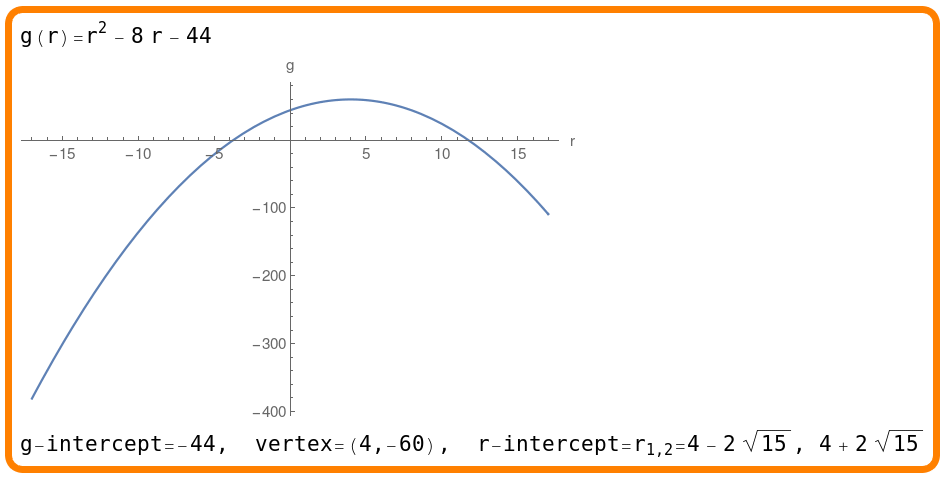 g(r)=r² – 8 r – 44
g
r
−15 −10 −5 5 10 15
−100
−200
−300
−400
g–intercept=–44, vertex=(4,–60), r–intercept=r₁,₂=4 – 2 √15, 4 + 2 √15